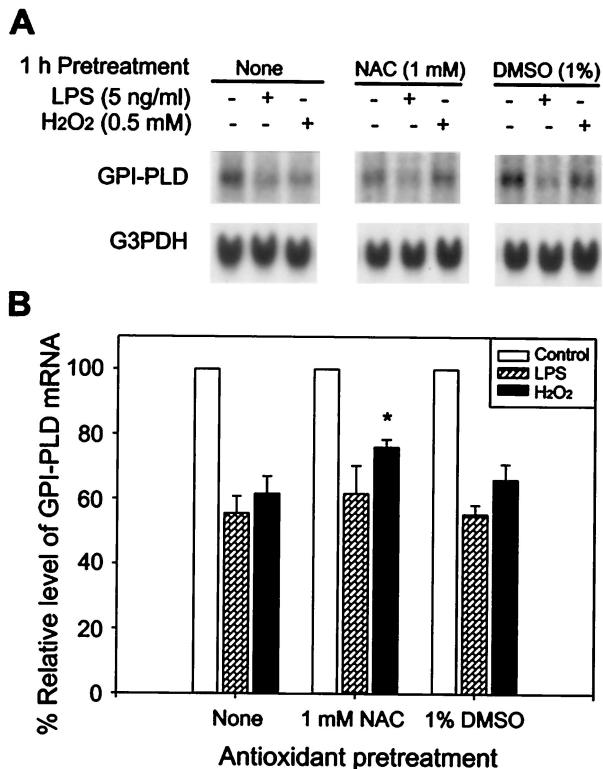 A
1 h Pretreatment None NAC (1 mM) DMSO (1%)
LPS (5 ng/ml) - + - - + - - + -
H2O2 (0.5 mM) - - + - - + - - +
GPI-PLD
G3PDH
B
% Relative level of GPI-PLD mRNA
100
80
60
40
20
0
Control
LPS
H2O2
*
None 1 mM NAC 1% DMSO
Antioxidant pretreatment